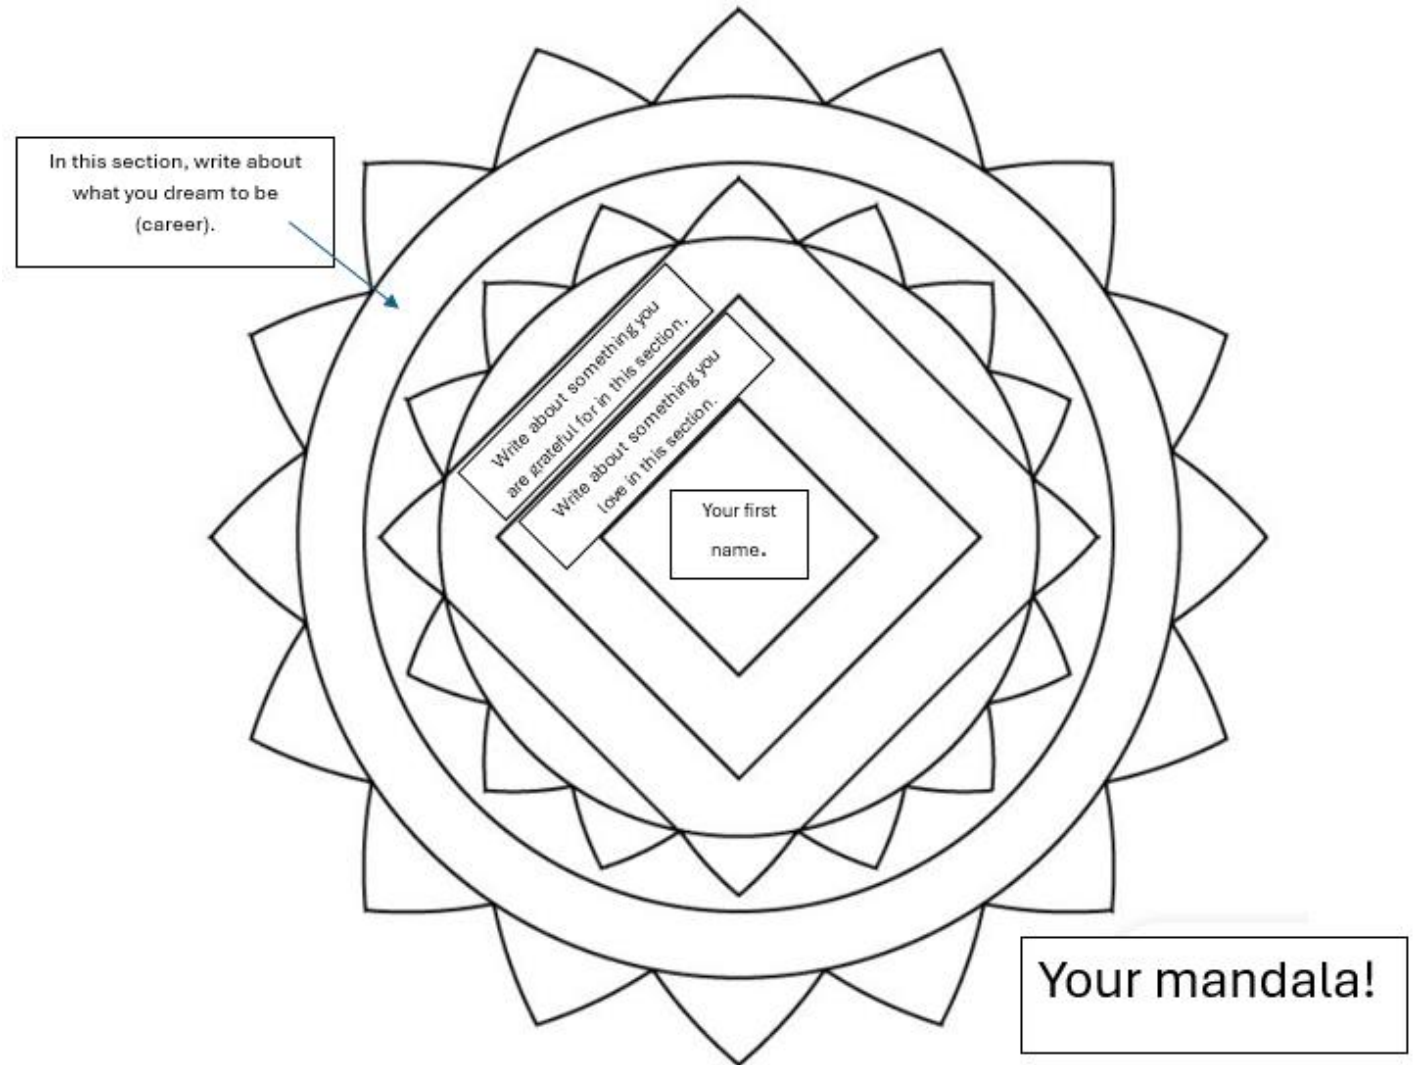 In this section, write about
what you dream to be
(career).
Write about something you
are grateful for in this section.
Write about something you
love in this section.
Your first
name.
Your mandala!